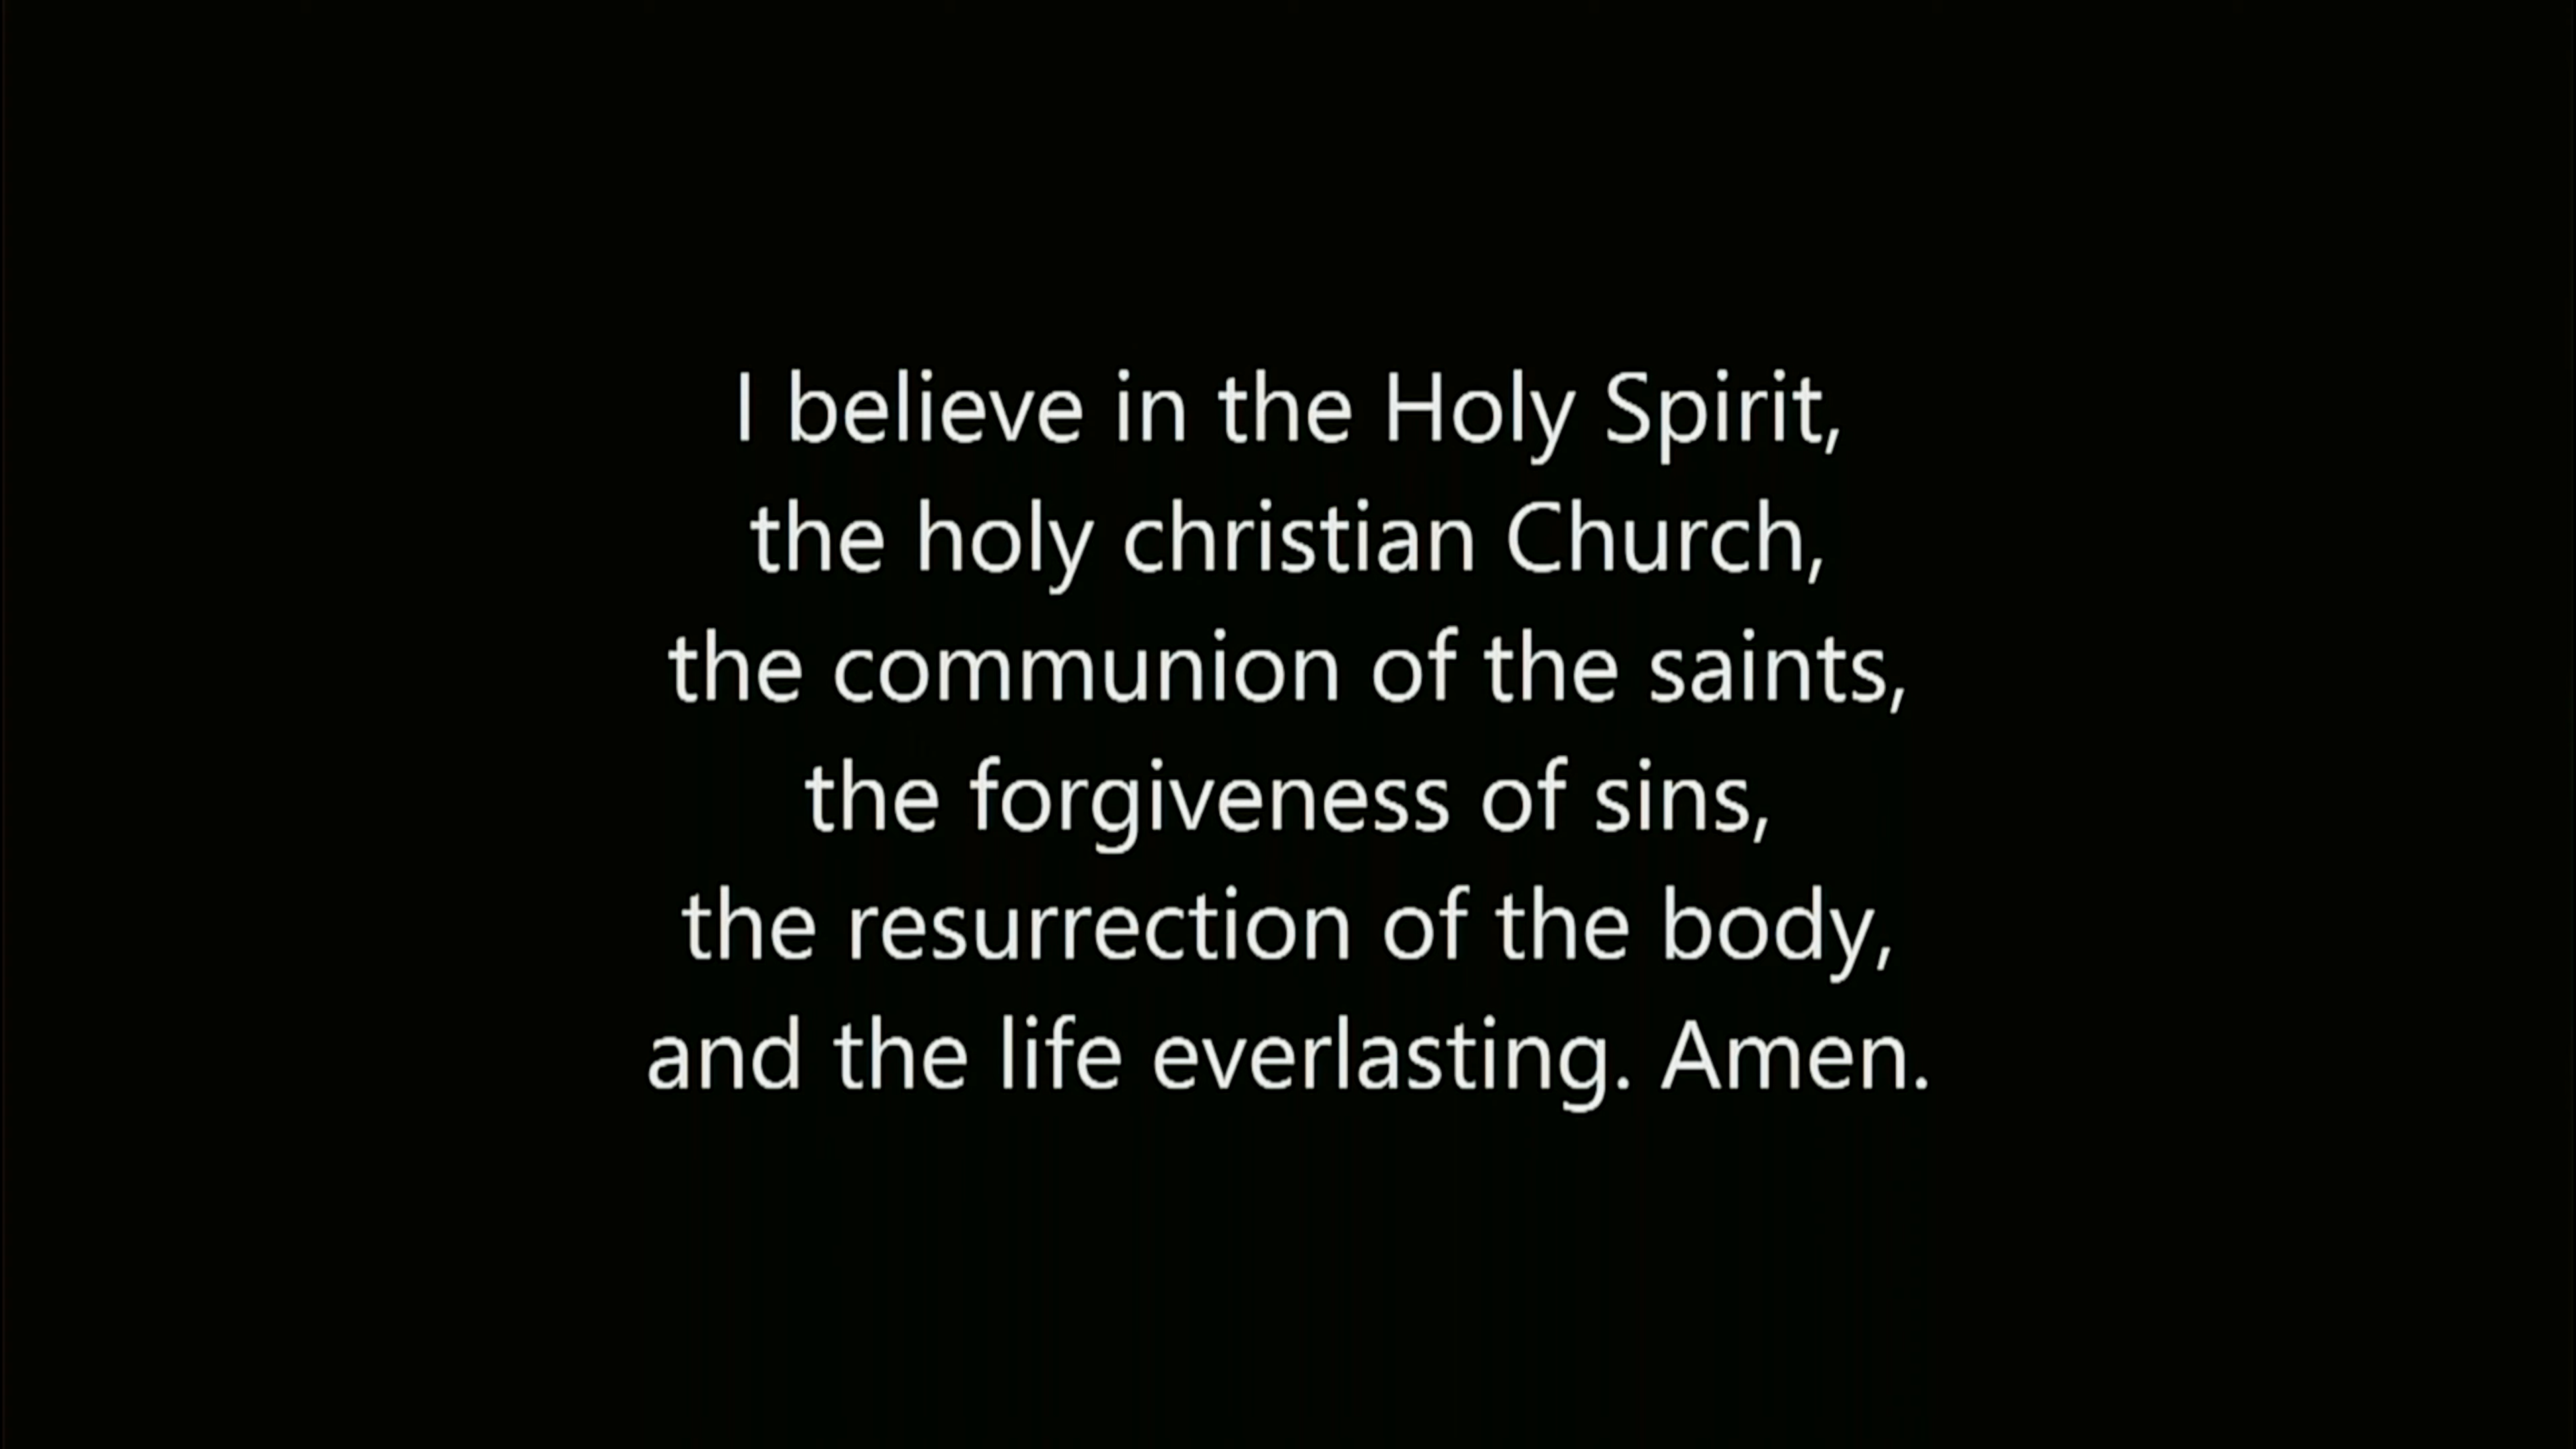 I believe in the Holy Spirit,
the holy christian Church,
the communion of the saints,
the forgiveness of sins,
the resurrection of the body,
and the life everlasting. Amen.